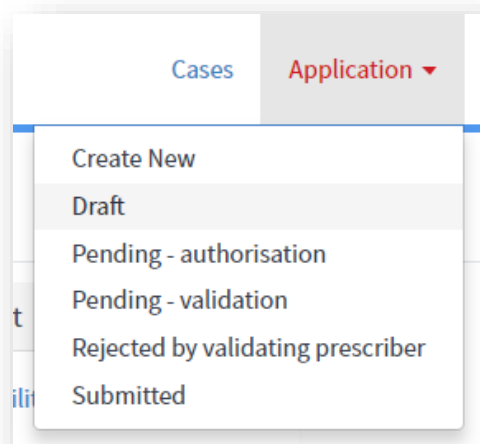 Cases Application
Create New
Draft
Pending - authorisation
Pending - validation
Rejected by validating prescriber
Submitted